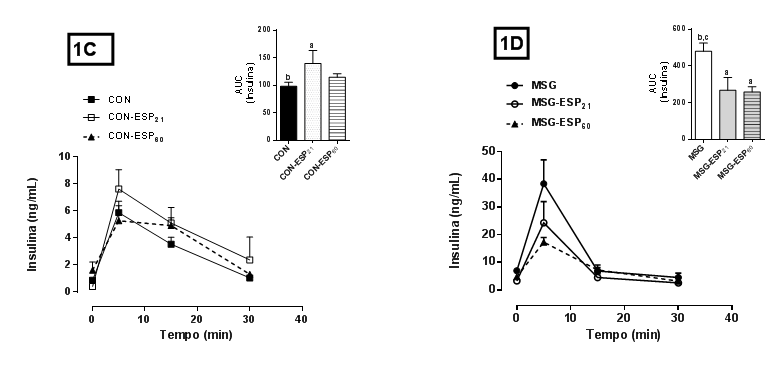 1C
AUC
(Insulina)
200
150
100
50
0
b
a
CON
CON-ESP21
CON-ESP60
CON
CON-ESP21
CON-ESP60
Insulina (ng/mL)
10
8
6
4
2
0
0
10
20
30
40
Tempo (min)
1D
AUC
(Insulina)
600
400
200
0
b,c
a
a
MSG
MSG-ESP21
MSG-ESP60
MSG
MSG-ESP21
MSG-ESP60
Insulina (ng/mL)
50
40
30
20
10
0
0
10
20
30
40
Tempo (min)